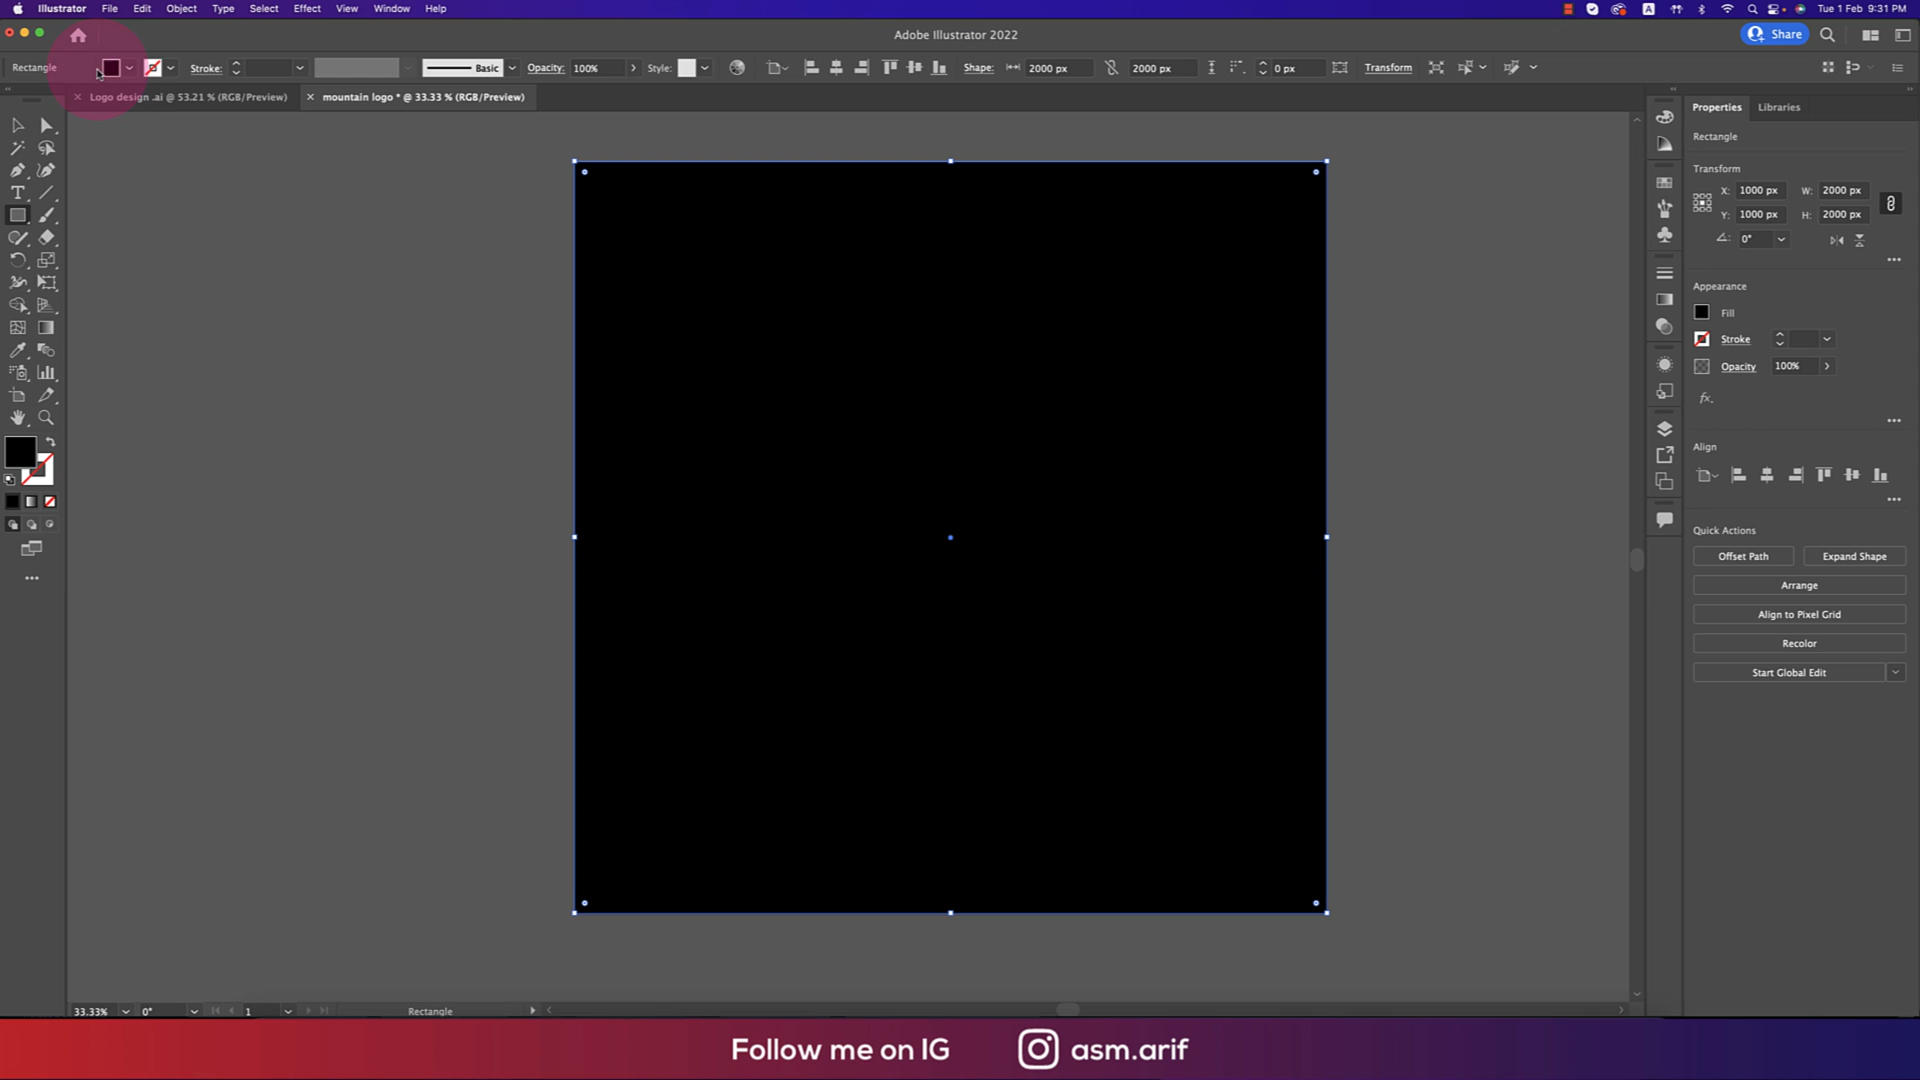 Illustrator File Edit Object Type Select Effect View Window Help
A
Tue 1 Feb 9:31 PM
Adobe Illustrator 2022
Share
Rectangle
Stroke:
Basic
Opacity: 100%
Style:
Shape: 2000 px 2000 px 0 px
Transform
Logo design .ai @ 53.21 % (RGB/Preview)
mountain logo * @ 33.33 % (RGB/Preview)
Properties Libraries
Rectangle
Transform
X: 1000 px W: 2000 px
Y: 1000 px H: 2000 px
0°
Appearance
Fill
Stroke
Opacity 100%
fx.
Align
Quick Actions
Offset Path Expand Shape
Arrange
Align to Pixel Grid
Recolor
Start Global Edit
33.33% 0° 1 Rectangle
Follow me on IG asm.arif